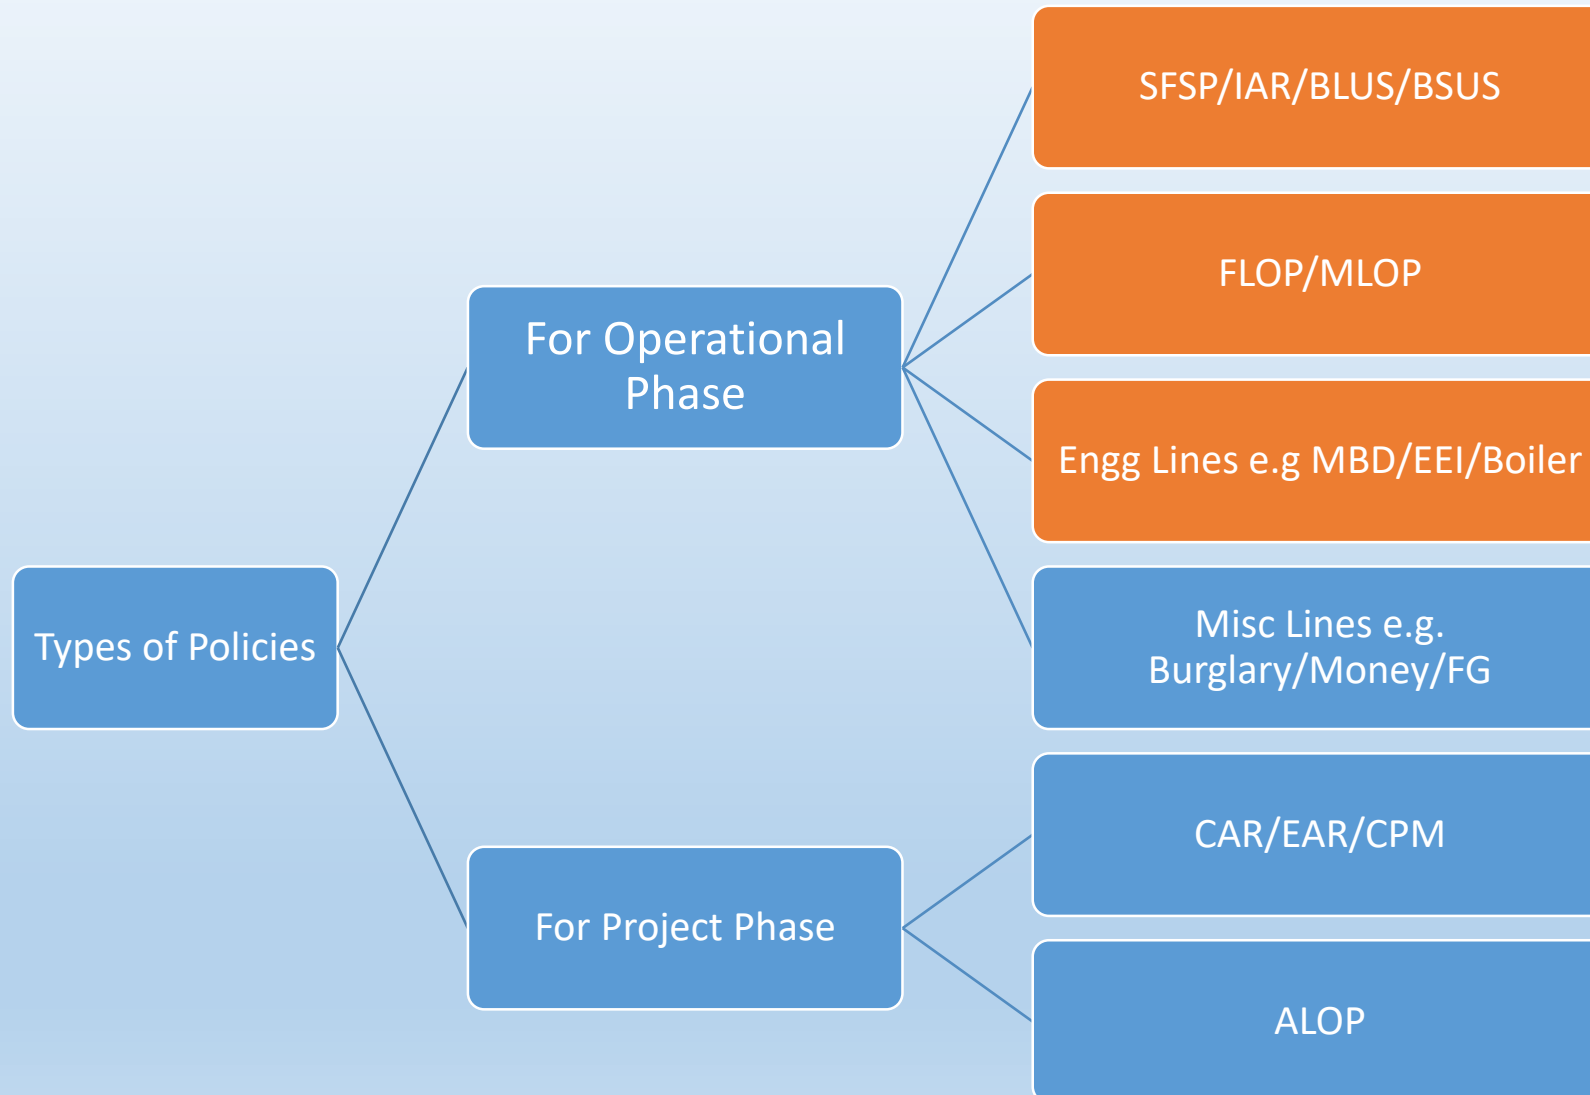 Types of Policies
For Operational
Phase
SFSP/IAR/BLUS/BSUS
FLOP/MLOP
Engg Lines e.g MBD/EEI/Boiler
Misc Lines e.g.
Burglary/Money/FG
For Project Phase
CAR/EAR/CPM
ALOP